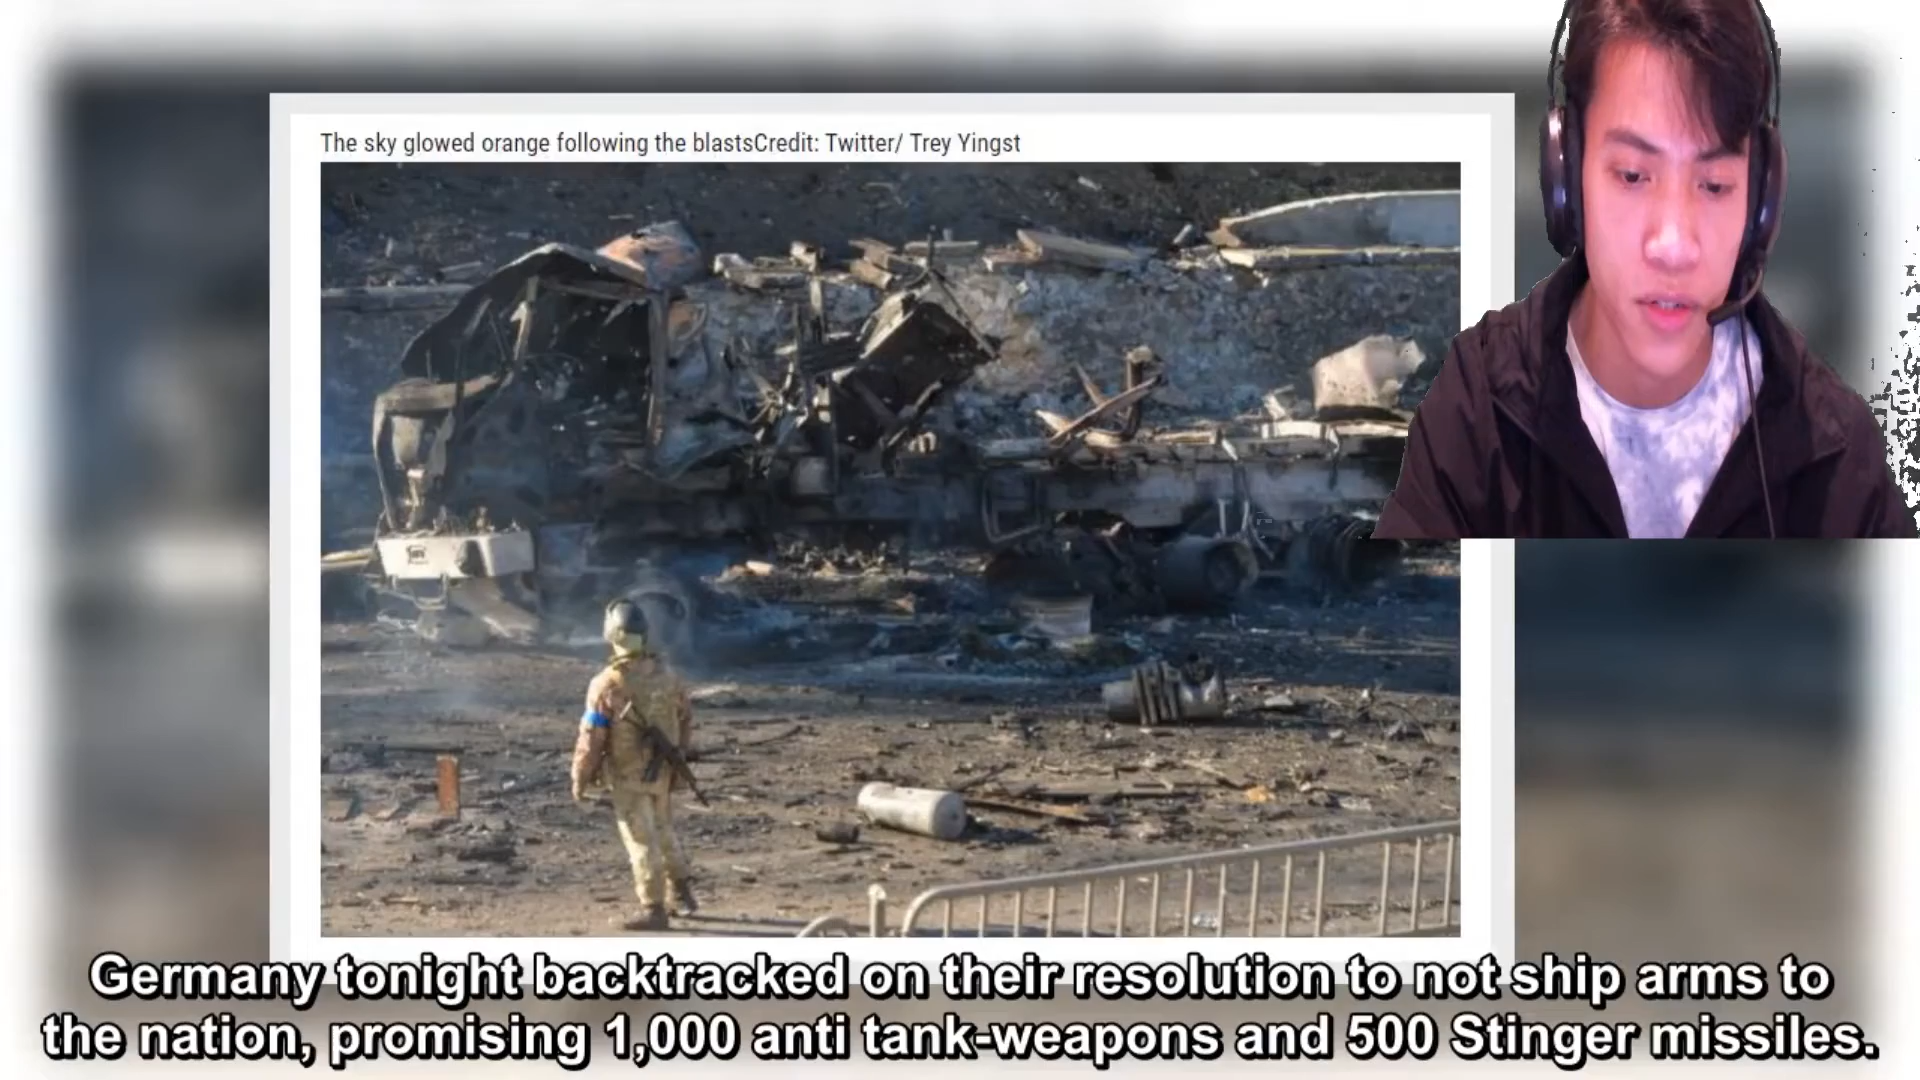 The sky glowed orange following the blastsCredit: Twitter/ Trey Yingst
Germany tonight backtracked on their resolution to not ship arms to
the nation, promising 1,000 anti tank-weapons and 500 Stinger missiles.